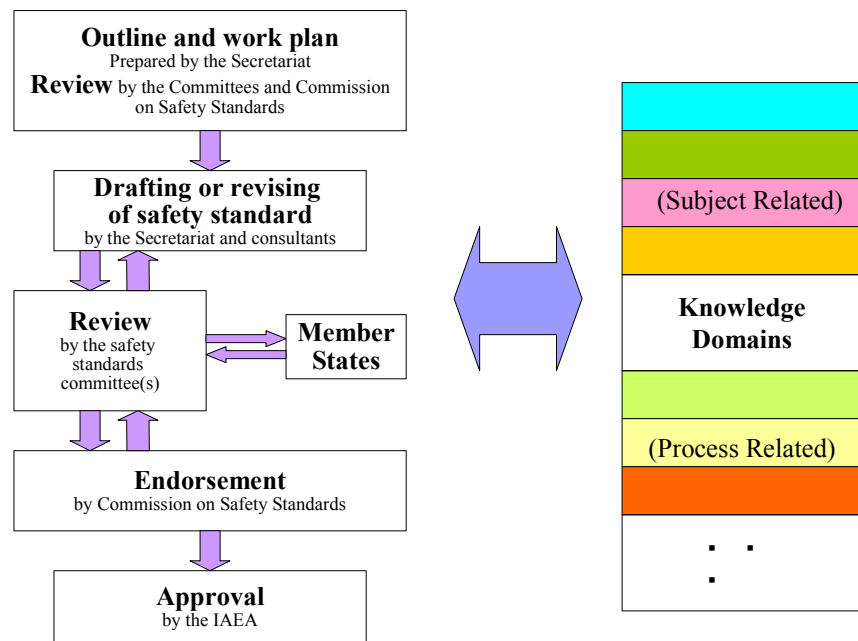 Outline and work plan
Prepared by the Secretariat
Review by the Committees and Commission
on Safety Standards
Drafting or revising
of safety standard
by the Secretariat and consultants
Review
by the safety
standards
committee(s)
Member
States
Endorsement
by Commission on Safety Standards
Approval
by the IAEA
(Subject Related)
Knowledge
Domains
(Process Related)